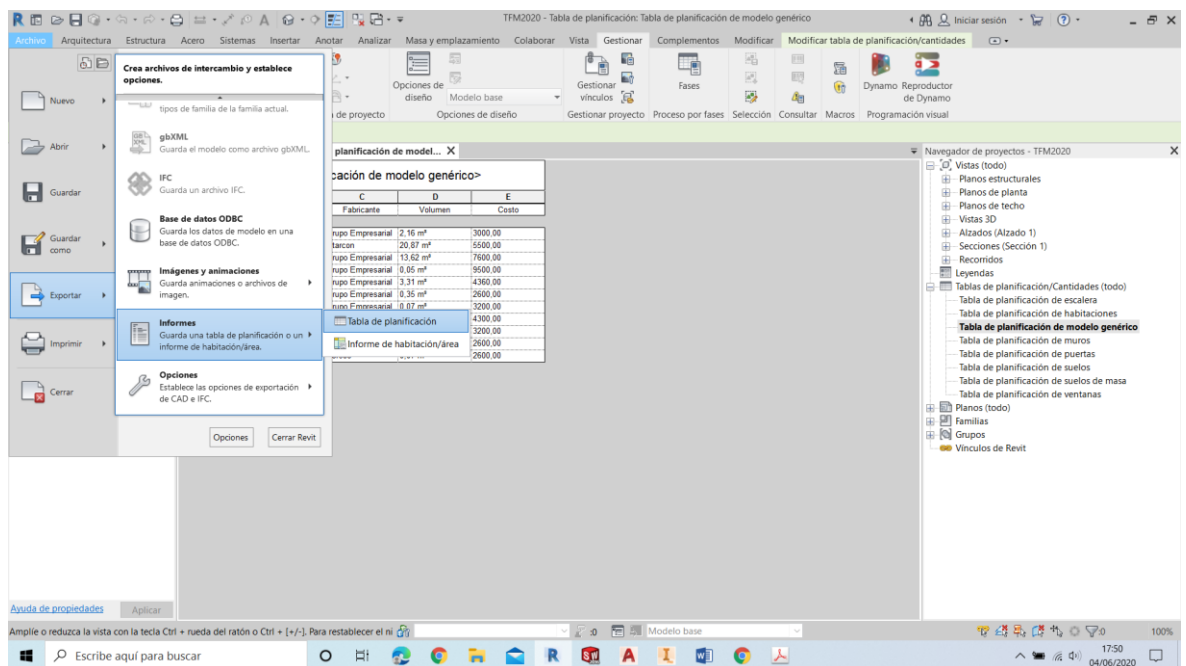 TFM2020 - Tabla de planificación: Tabla de planificación de modelo genérico
Iniciar sesión
Archivo Arquitectura Estructura Acero Sistemas Insertar Anotar Analizar Masa y emplazamiento Colaborar Vista Gestionar Complementos Modificar Modificar tabla de planificación/cantidades
Crea archivos de intercambio y establece
opciones.
tipos de familia de la familia actual.
gbXML
Guarda el modelo como archivo gbXML.
IFC
Guarda un archivo IFC.
Base de datos ODBC
Guarda los datos de modelo en una
base de datos ODBC.
Imágenes y animaciones
Guarda animaciones o archivos de
imagen.
Informes
Guarda una tabla de planificación o un
informe de habitación/área.
Opciones
Establece las opciones de exportación
de CAD e IFC.
Opciones Cerrar Revit
Nuevo
Abrir
Guardar
Guardar
como
Exportar
Imprimir
Cerrar
Tabla de planificación
Informe de habitación/área
Opciones de
diseño
Modelo base
Gestionar
vínculos
Fases
Dynamo Reproductor
de Dynamo
de proyecto Opciones de diseño Gestionar proyecto Proceso por fases Selección Consultar Macros Programación visual
planificación de model... X
cación de modelo genérico>
C D E
Fabricante Volumen Costo
rupo Empresarial 2,16 m³ 3000,00
tarcon 20,87 m³ 5500,00
rupo Empresarial 13,62 m³ 7600,00
rupo Empresarial 0,05 m³ 9500,00
rupo Empresarial 3,31 m³ 4360,00
rupo Empresarial 0,35 m³ 2600,00
rupo Empresarial 0,07 m³ 3200,00
4300,00
3200,00
2600,00
2600,00
Navegador de proyectos - TFM2020 X
Vistas (todo)
Planos estructurales
Planos de planta
Planos de techo
Vistas 3D
Alzados (Alzado 1)
Secciones (Sección 1)
Recorridos
Leyendas
Tablas de planificación/Cantidades (todo)
Tabla de planificación de escalera
Tabla de planificación de habitaciones
Tabla de planificación de modelo genérico
Tabla de planificación de muros
Tabla de planificación de puertas
Tabla de planificación de suelos
Tabla de planificación de suelos de masa
Tabla de planificación de ventanas
Planos (todo)
Familias
Grupos
Vínculos de Revit
Ayuda de propiedades Aplicar
Amplíe o reduzca la vista con la tecla Ctrl + rueda del ratón o Ctrl + [+/-]. Para restablecer el ni
:0 Modelo base :0 100%
Escribe aquí para buscar
17:50
04/06/2020